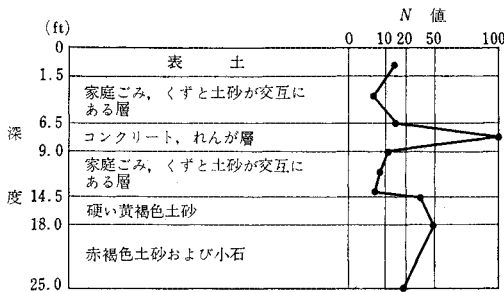 (ft)
N 値
0 10 20 50 100
0
表 土
1.5
家庭ごみ，くずと土砂が交互に
ある層
6.5
コンクリート，れんが層
9.0
家庭ごみ，くずと土砂が交互に
ある層
14.5
硬い黄褐色土砂
18.0
赤褐色土砂および小石
25.0
深
度